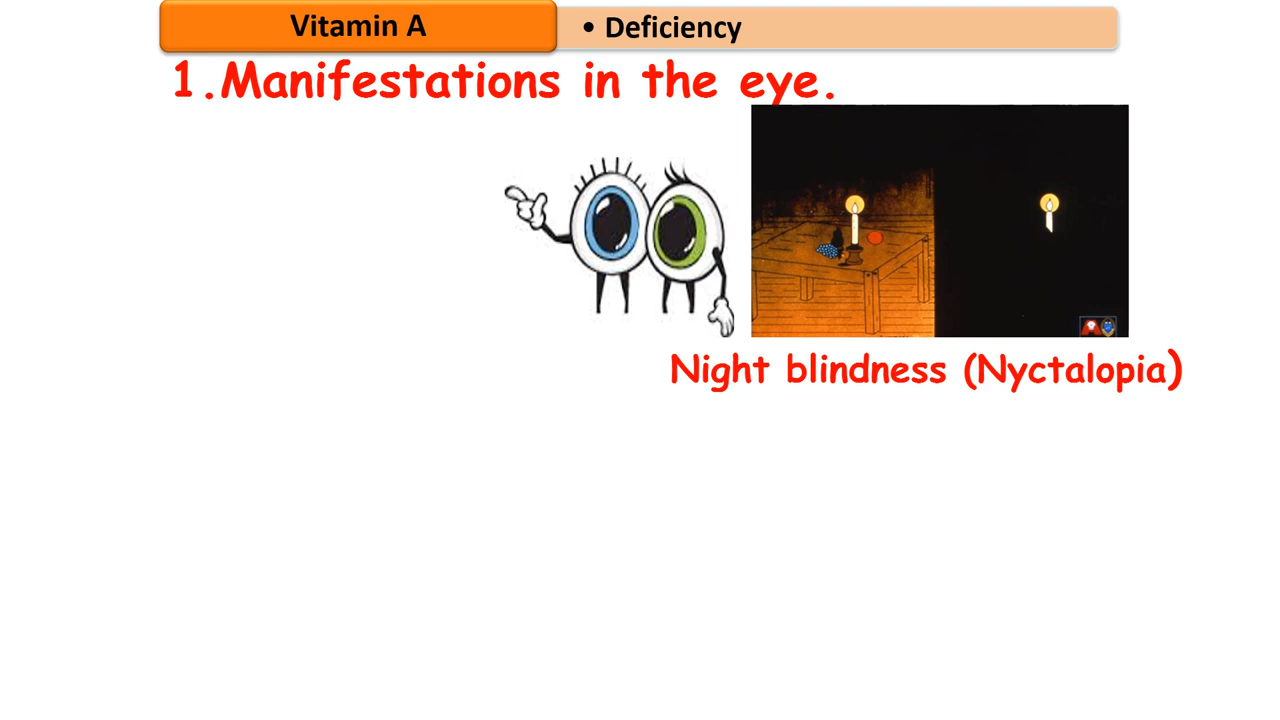 Vitamin A
• Deficiency
1.Manifestations in the eye.
Night blindness (Nyctalopia)